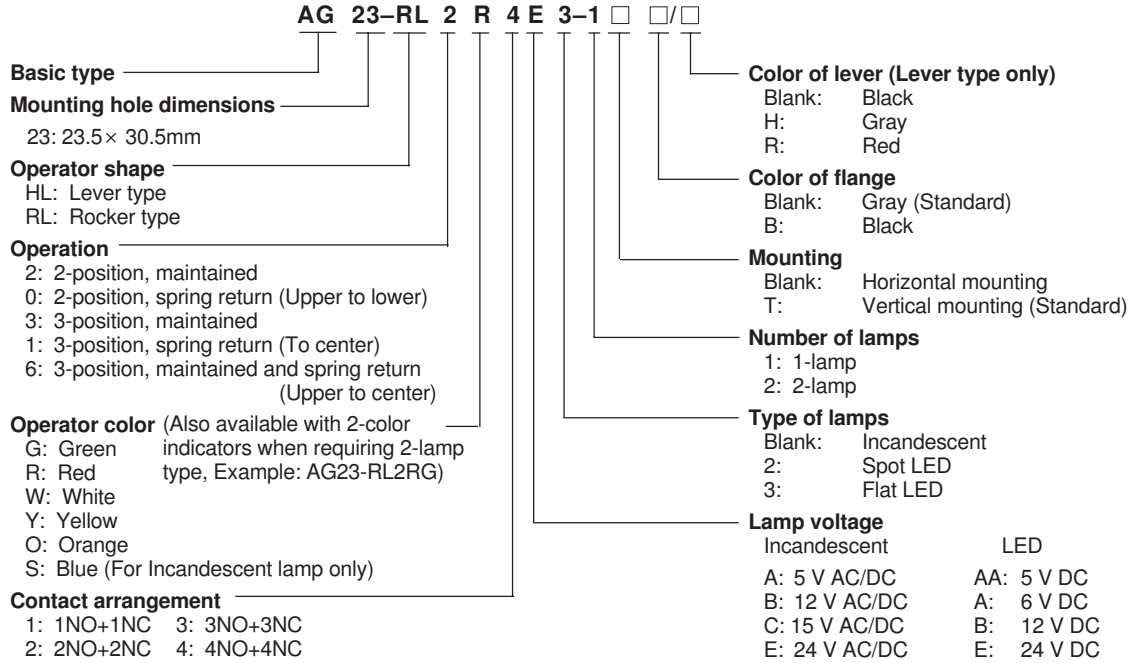 AG 23–RL 2 R 4 E 3–1 □ □/□
Basic type
Mounting hole dimensions
23: 23.5× 30.5mm
Operator shape
HL: Lever type
RL: Rocker type
Operation
2: 2-position, maintained
0: 2-position, spring return (Upper to lower)
3: 3-position, maintained
1: 3-position, spring return (To center)
6: 3-position, maintained and spring return
(Upper to center)
Operator color (Also available with 2-color
G: Green indicators when requiring 2-lamp
R: Red type, Example: AG23-RL2RG)
W: White
Y: Yellow
O: Orange
S: Blue (For Incandescent lamp only)
Contact arrangement
1: 1NO+1NC 3: 3NO+3NC
2: 2NO+2NC 4: 4NO+4NC
Color of lever (Lever type only)
Blank: Black
H: Gray
R: Red
Color of flange
Blank: Gray (Standard)
B: Black
Mounting
Blank: Horizontal mounting
T: Vertical mounting (Standard)
Number of lamps
1: 1-lamp
2: 2-lamp
Type of lamps
Blank: Incandescent
2: Spot LED
3: Flat LED
Lamp voltage
Incandescent LED
A: 5 V AC/DC AA: 5 V DC
B: 12 V AC/DC A: 6 V DC
C: 15 V AC/DC B: 12 V DC
E: 24 V AC/DC E: 24 V DC